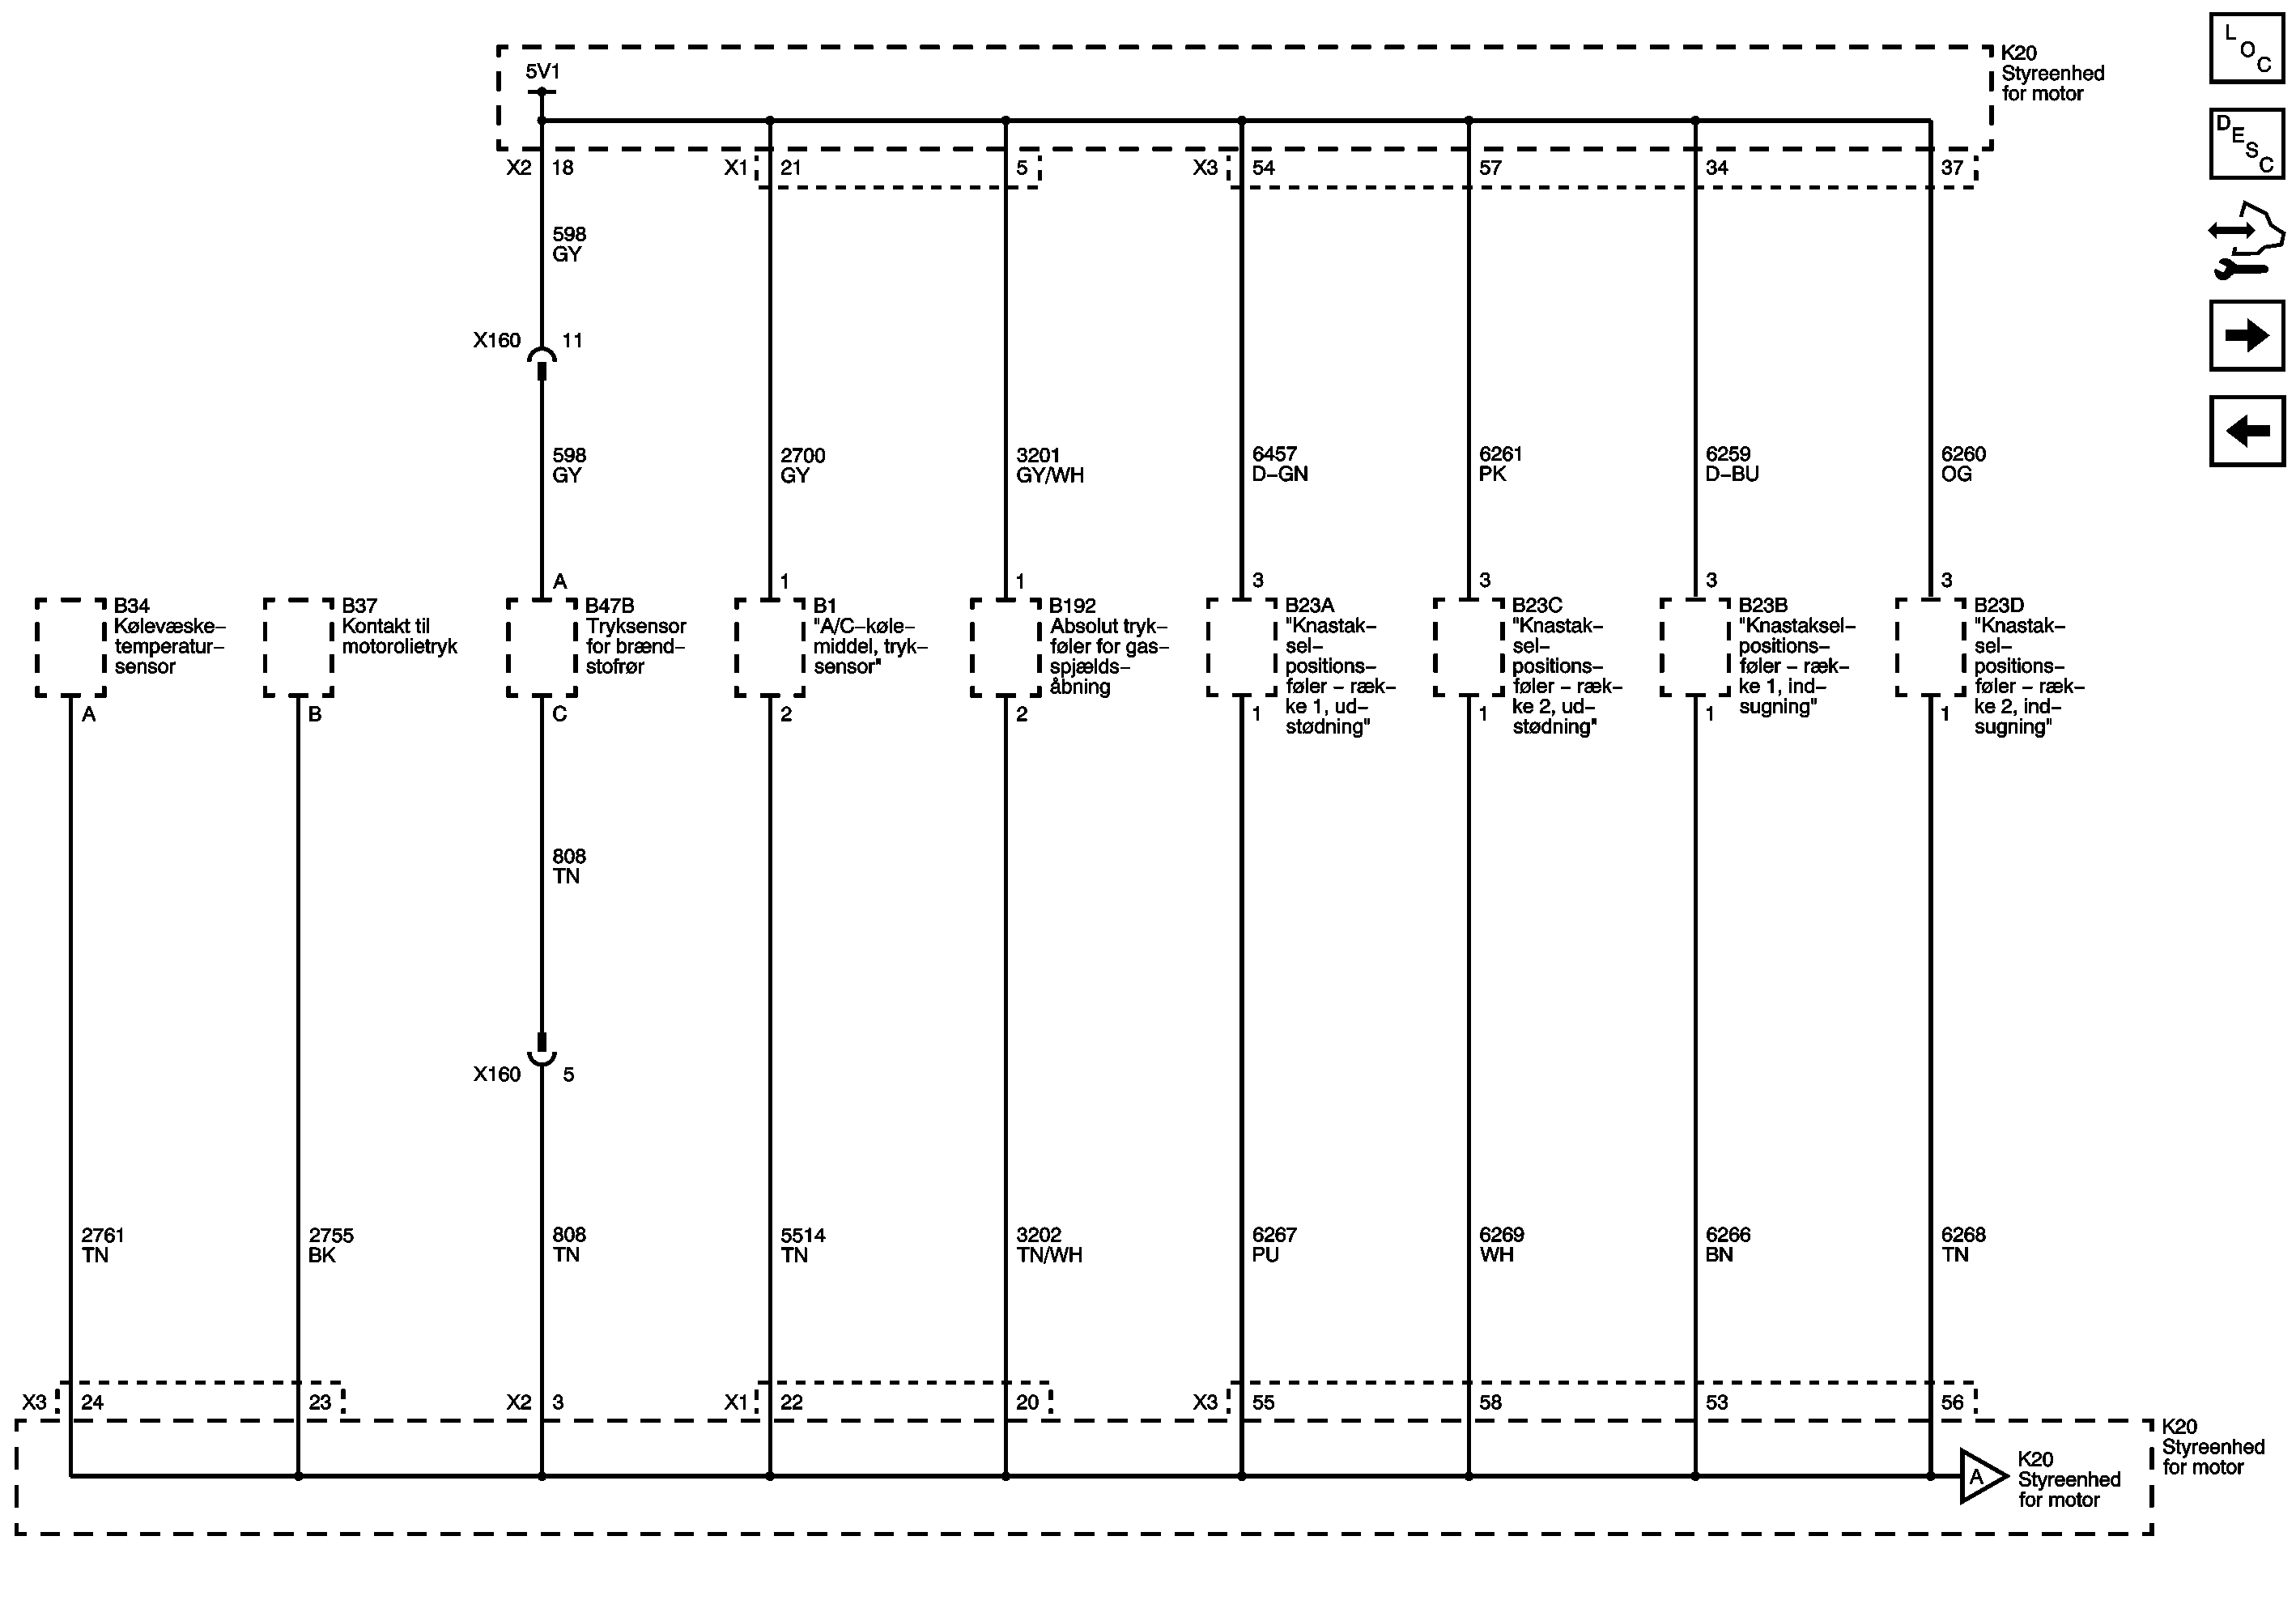 5V1
K20
Styreenhed
for motor
X2 18
X1 21
5
X3 54
57
34
37
598
GY
X160 11
598
GY
2700
GY
3201
GY/WH
6457
D–GN
6261
PK
6259
D–BU
6260
OG
A
1
1
3
3
3
3
B34
Kølevæske–
temperatur–
sensor
A
B37
Kontakt til
motorolietryk
B
B47B
Tryksensor
for brænd–
stofrør
C
B1
"A/C–køle–
middel, tryk–
sensor"
2
B192
Absolut tryk–
føler for gas–
spjælds–
åbning
2
B23A
"Knastak–
sel–
positions–
føler – ræk–
ke 1, ud–
stødning"
1
B23C
"Knastak–
sel–
positions–
føler – ræk–
ke 2, ud–
stødning"
1
B23B
"Knastaksel–
positions–
føler – ræk–
ke 1, ind–
sugning"
1
B23D
"Knastak–
sel–
positions–
føler – ræk–
ke 2, ind–
sugning"
1
808
TN
X160 5
2761
TN
2755
BK
808
TN
5514
TN
3202
TN/WH
6267
PU
6269
WH
6266
BN
6268
TN
X3 24
23
X2 3
X1 22
20
X3 55
58
53
56
K20
Styreenhed
for motor
A
K20
Styreenhed
for motor
LOC
DESC